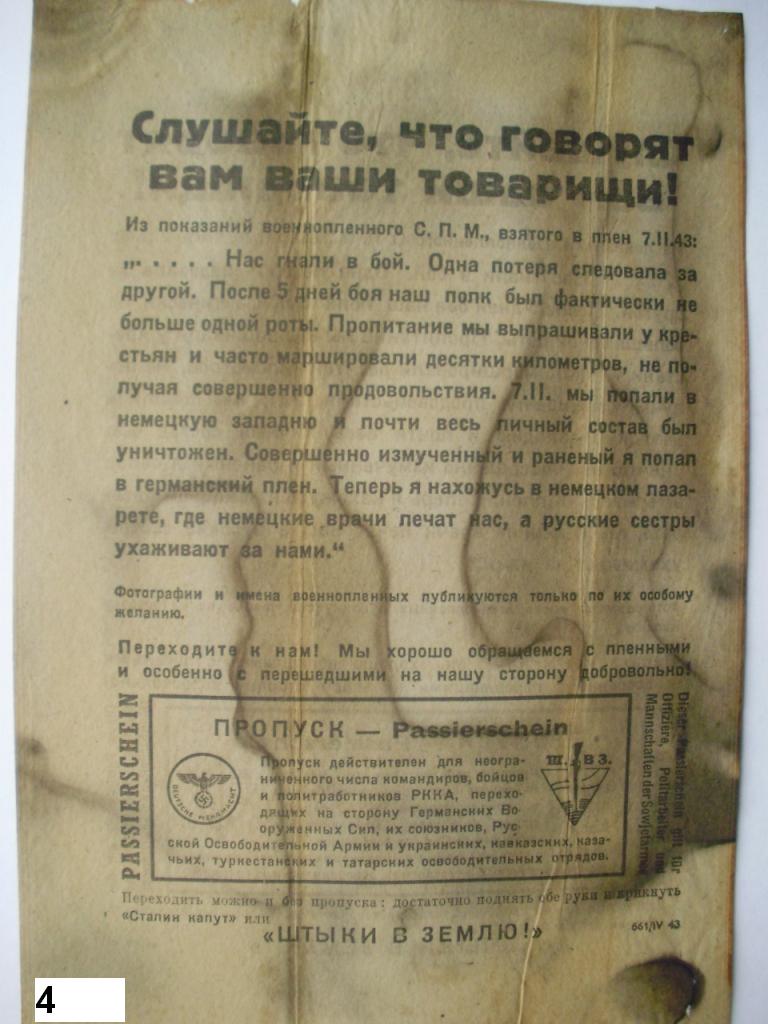 Слушайте, что говорят
вам ваши товарищи!
Из показаний военнопленного С. П. М., взятого в плен 7.II.43:
„. . . . . Нас гнали в бой. Одна потеря следовала за
другой. После 5 дней боя наш полк был фактически не
больше одной роты. Пропитание мы выпрашивали у кре-
стьян и часто маршировали десятки километров, не по-
лучая совершенно продовольствия. 7.II. мы попали в
немецкую западню и почти весь личный состав был
уничтожен. Совершенно измученный и раненый я попал
в германский плен. Теперь я нахожусь в немецком лаза-
рете, где немецкие врачи лечат нас, а русские сестры
ухаживают за нами.“
Фотографии и имена военнопленных публикуются только по их особому
желанию.
Переходите к нам! Мы хорошо обращаемся с пленными
и особенно с перешедшими на нашу сторону добровольно!
PASSIERSCHEIN
ПРОПУСК — Passierschein
DEUTSCHE WEHRMACHT
Пропуск действителен для неогра-
ниченного числа командиров, бойцов
и политработников РККА, перехо-
дящих на сторону Германских Во-
оруженных Сил, их союзников, Рус-
ской Освободительной Армии и украинских, кавказских, каза-
чьих, туркестанских и татарских освободительных отрядов.
Ш. В З.
Dieser Passierschein gilt für
Offiziere, Politarbeiter und
Mannschaften der Sowjetarmee
Переходить можно и без пропуска: достаточно поднять обе руки и крикнуть
«Сталин капут» или
«ШТЫКИ В ЗЕМЛЮ!»
661/IV 43
4